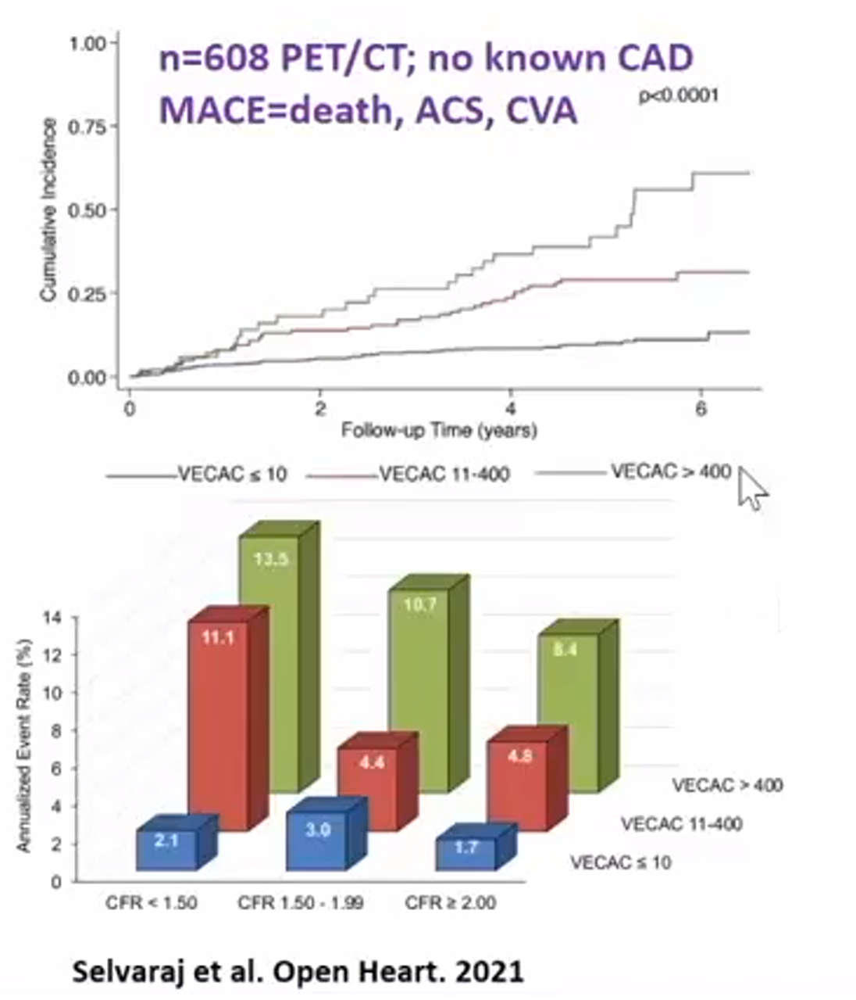 n=608 PET/CT; no known CAD
MACE=death, ACS, CVA
p<0.0001
Cumulative Incidence
1.00
0.75
0.50
0.25
0.00
0 2 4 6
Follow-up Time (years)
VECAC ≤ 10 VECAC 11-400 VECAC > 400
Annualized Event Rate (%)
14
12
10
8
6
4
2
0
13.5
10.7
8.4
11.1
4.4
4.8
2.1
3.0
1.7
VECAC > 400
VECAC 11-400
VECAC ≤ 10
CFR < 1.50 CFR 1.50 - 1.99 CFR ≥ 2.00
Selvaraj et al. Open Heart. 2021